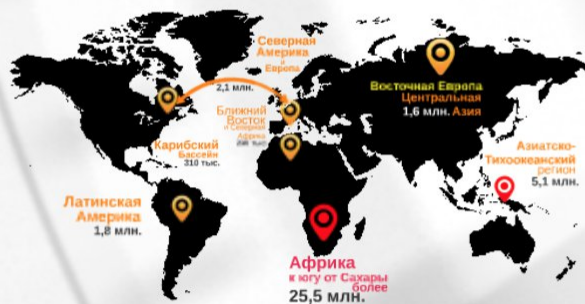 Северная
Америка
и
Европа
2,1 млн.
Восточная Европа
Центральная
1,6 млн. Азия
Ближний
Восток
и Северная
Африка
тыс.
Карибский
Бассейн
310 тыс.
Азиатско-
Тихоокеанский
регион
5,1 млн.
Латинская
Америка
1,8 млн.
Африка
к югу от Сахары
более
25,5 млн.